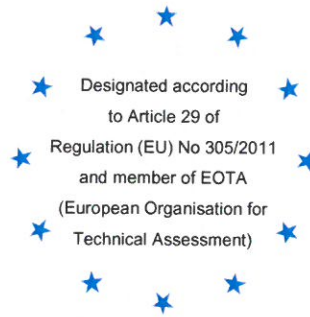 Designated according
to Article 29 of
Regulation (EU) No 305/2011
and member of EOTA
(European Organisation for
Technical Assessment)